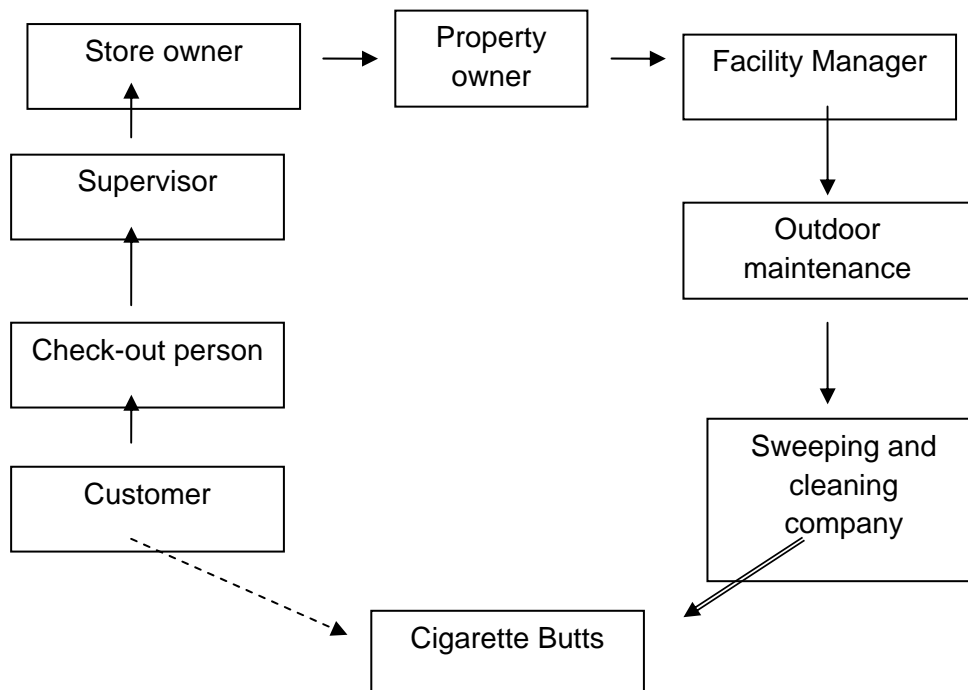 Store owner
Property
owner
Facility Manager
Supervisor
Outdoor
maintenance
Check-out person
Sweeping and
cleaning
company
Customer
Cigarette Butts